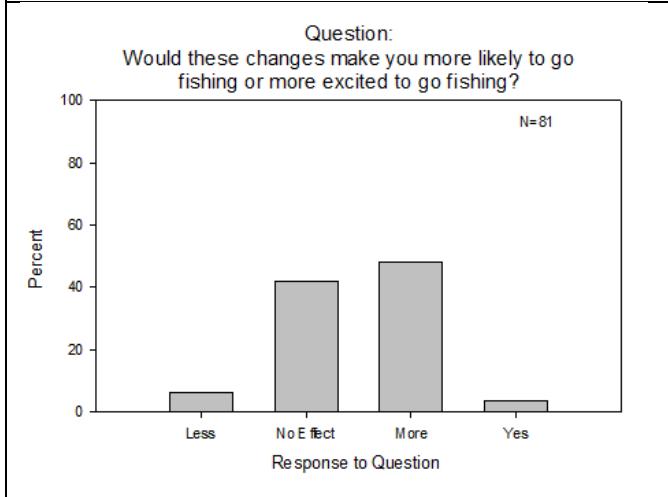 Question:
Would these changes make you more likely to go
fishing or more excited to go fishing?
N=81
100
80
60
40
20
0
Percent
Less
No Effect
More
Yes
Response to Question